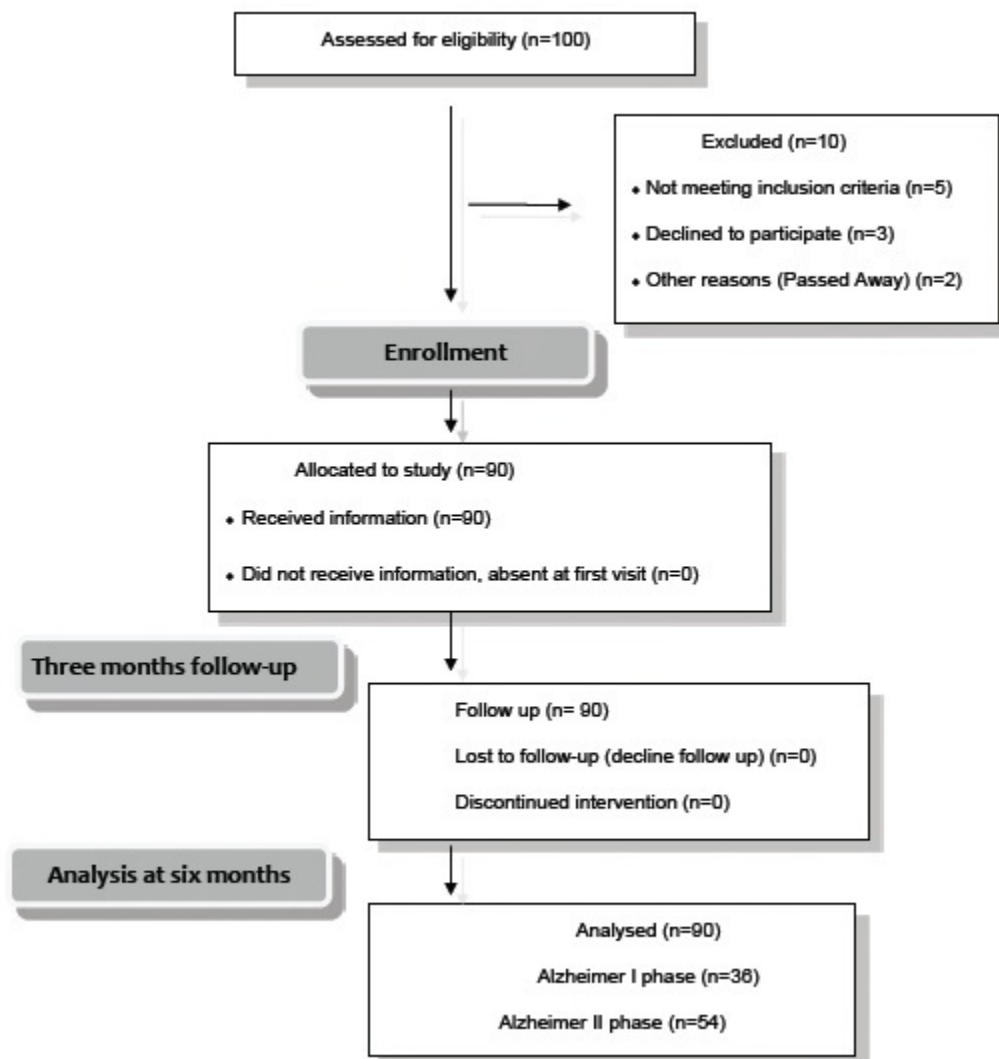 Assessed for eligibility (n=100)
Excluded (n=10)
• Not meeting inclusion criteria (n=5)
• Declined to participate (n=3)
• Other reasons (Passed Away) (n=2)
Enrollment
Allocated to study (n=90)
• Received information (n=90)
• Did not receive information, absent at first visit (n=0)
Three months follow-up
Follow up (n= 90)
Lost to follow-up (decline follow up) (n=0)
Discontinued intervention (n=0)
Analysis at six months
Analysed (n=90)
Alzheimer I phase (n=36)
Alzheimer II phase (n=54)